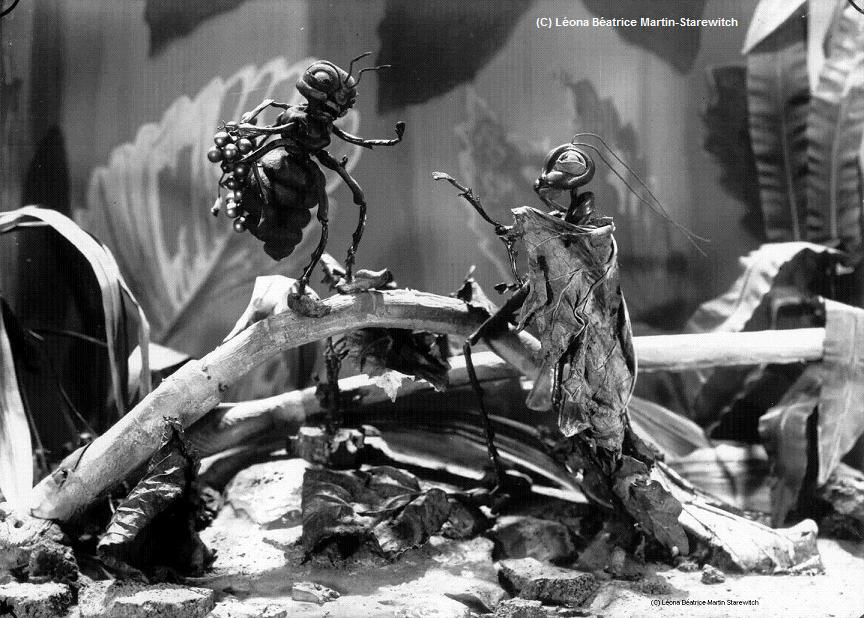 (C) Léona Béatrice Martin-Starewitch
(C) Léona Béatrice Martin Starewitch